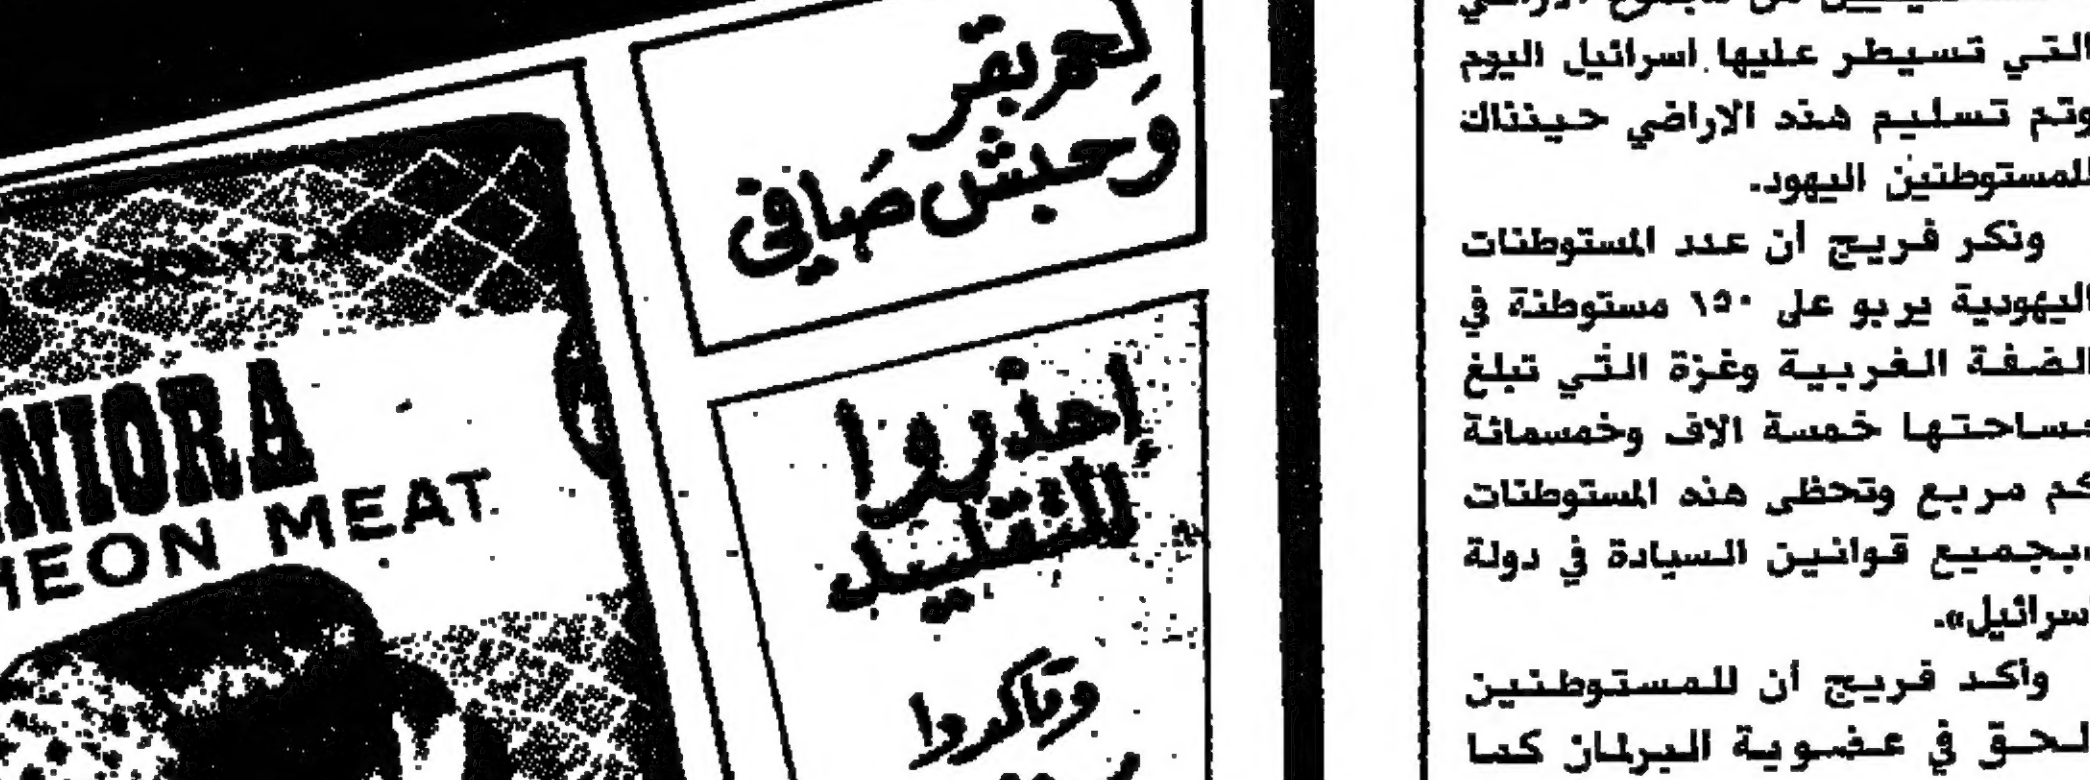 التي تسيطر عليها اسرائيل اليوم
وتم تسليم هذه الاراضي حينذاك
للمستوطنين اليهود.
وذكر فريج أن عدد المستوطنات
اليهودية يربو على ١٥٠ مستوطنة في
الضفة الغربية وغزة التي تبلغ
مساحتها خمسة الاف وخمسمائة
كم مربع وتحظى هذه المستوطنات
«بجميع قوانين السيادة في دولة
اسرائيل».
وأكد فريج أن للمستوطنين
الحق في عضوية البرلمان كما
لحم بقر
وَحبش صَافي
إحذروا
التقليد
وتأكدوا
NIORA
HEON MEAT